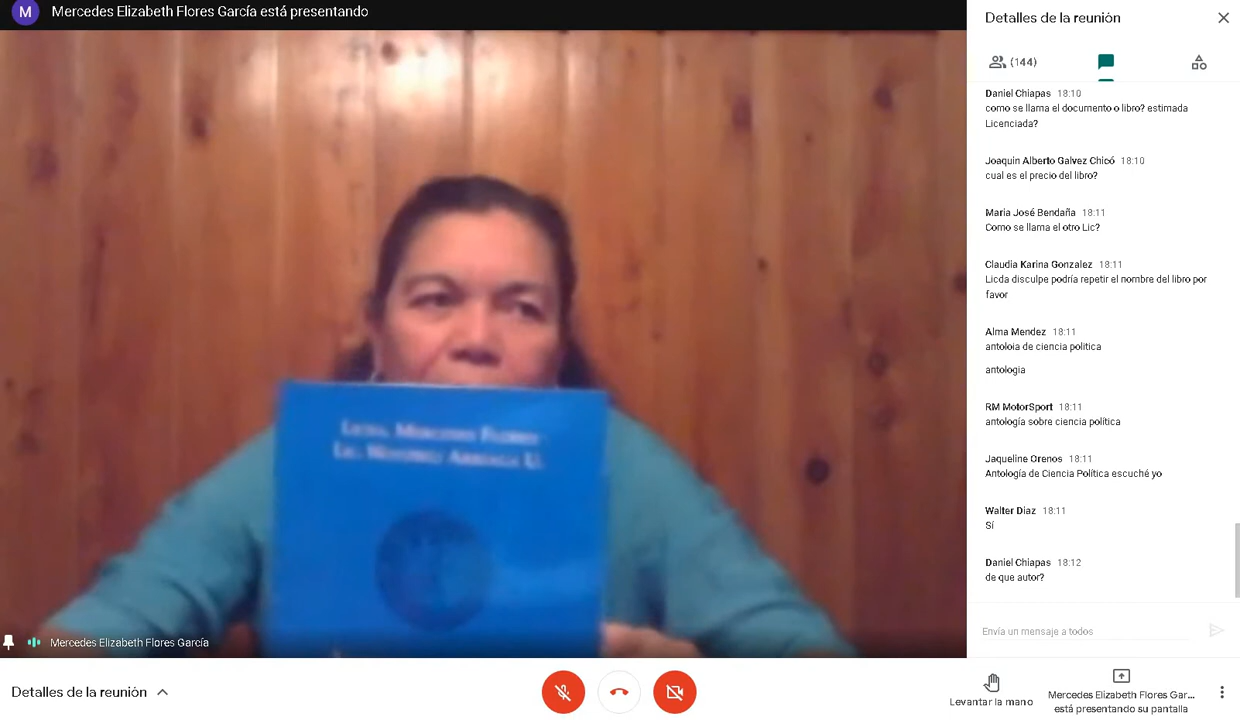 M Mercedes Elizabeth Flores García está presentando
LICDA. MERCEDES FLORES
LIC. ARRIAGA U.
Mercedes Elizabeth Flores García
Detalles de la reunión
(144)
Daniel Chiapas 18:10
como se llama el documento o libro? estimada
Licenciada?
Joaquin Alberto Galvez Chicó 18:10
cual es el precio del libro?
Maria José Bendaña 18:11
Como se llama el otro Lic?
Claudia Karina Gonzalez 18:11
Licda disculpe podría repetir el nombre del libro por
favor
Alma Mendez 18:11
antoloia de ciencia politica
antologia
RM MotorSport 18:11
antología sobre ciencia política
Jaqueline Orenos 18:11
Antología de Ciencia Política escuché yo
Walter Diaz 18:11
Sí
Daniel Chiapas 18:12
de que autor?
Envía un mensaje a todos
Detalles de la reunión
Levantar la mano
Mercedes Elizabeth Flores Gar...
está presentando su pantalla